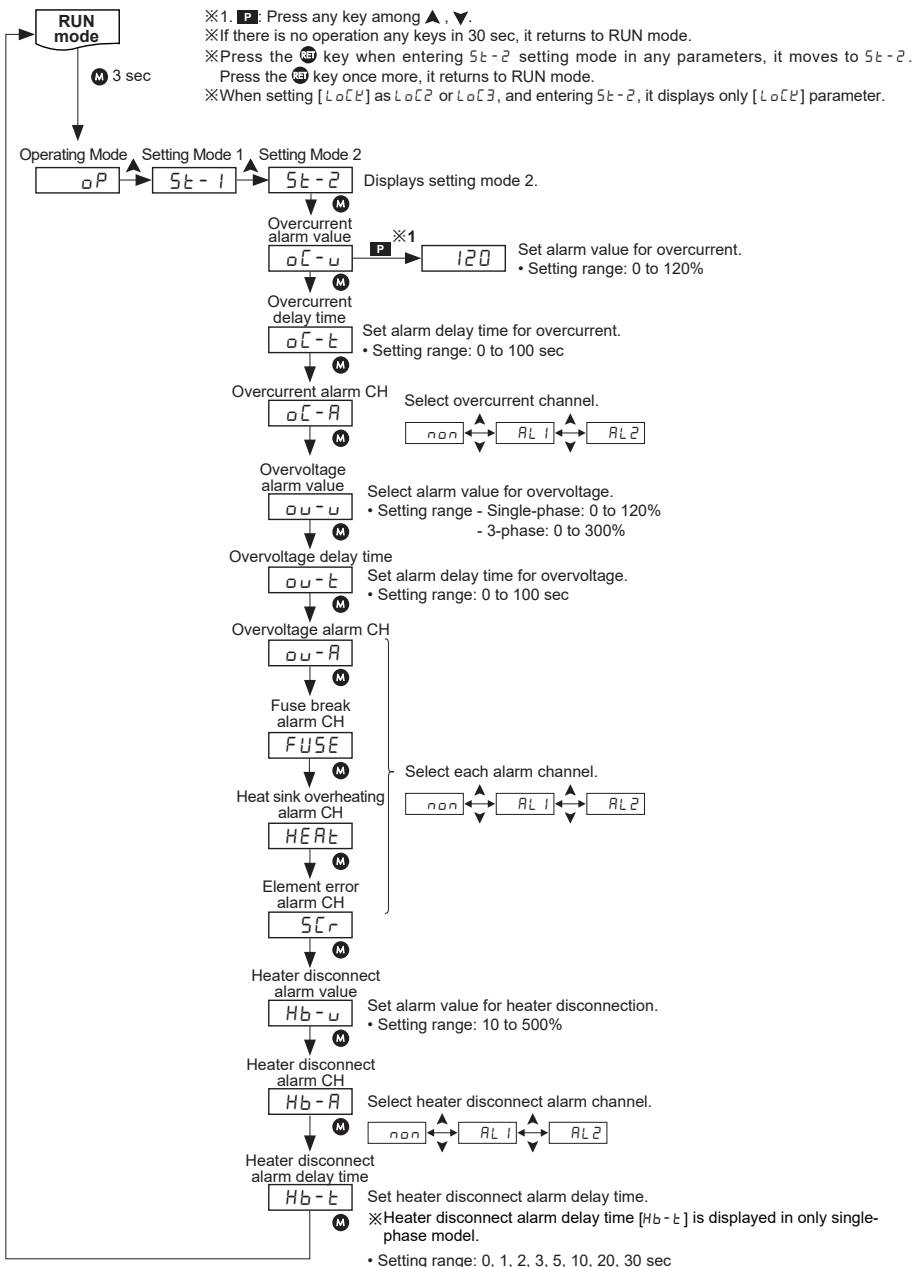 RUN
mode
M 3 sec
※1. P: Press any key among ▲, ▼.
※If there is no operation any keys in 30 sec, it returns to RUN mode.
※Press the RET key when entering St-2 setting mode in any parameters, it moves to St-2.
Press the RET key once more, it returns to RUN mode.
※When setting [LoCK] as LoC2 or LoC3, and entering St-2, it displays only [LoCK] parameter.
Operating Mode Setting Mode 1 Setting Mode 2
oP St-1 St-2 Displays setting mode 2.
M
Overcurrent
alarm value
oC-v P ※1 120
M
Set alarm value for overcurrent.
• Setting range: 0 to 120%
Overcurrent
delay time
oC-t
M
Set alarm delay time for overcurrent.
• Setting range: 0 to 100 sec
Overcurrent alarm CH
oC-A
M
Select overcurrent channel.
non AL1 AL2
Overvoltage
alarm value
ov-v
M
Select alarm value for overvoltage.
• Setting range - Single-phase: 0 to 120%
- 3-phase: 0 to 300%
Overvoltage delay time
ov-t
M
Set alarm delay time for overvoltage.
• Setting range: 0 to 100 sec
Overvoltage alarm CH
ov-A
M
Fuse break
alarm CH
FUSE
M
Heat sink overheating
alarm CH
HEAt
M
Element error
alarm CH
SCr
M
Select each alarm channel.
non AL1 AL2
Heater disconnect
alarm value
Hb-v
M
Set alarm value for heater disconnection.
• Setting range: 10 to 500%
Heater disconnect
alarm CH
Hb-A
M
Select heater disconnect alarm channel.
non AL1 AL2
Heater disconnect
alarm delay time
Hb-t
M
Set heater disconnect alarm delay time.
※Heater disconnect alarm delay time [Hb-t] is displayed in only single-
phase model.
• Setting range: 0, 1, 2, 3, 5, 10, 20, 30 sec